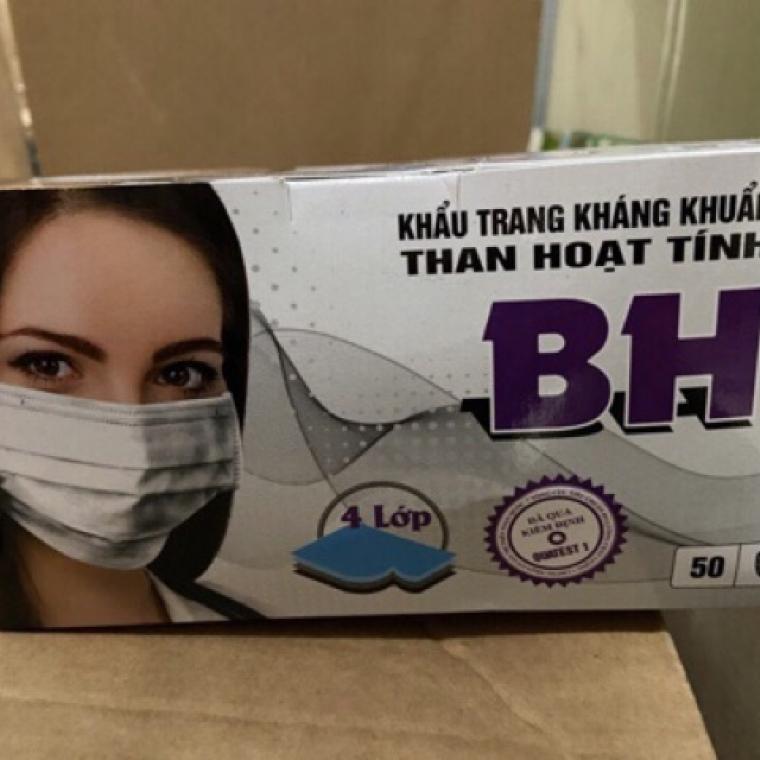 KHẨU TRANG KHÁNG KHUẨ
THAN HOẠT TÍNH
BH
4 Lớp
ĐÃ QUA
KIỂM ĐỊNH
QUATEST 1
50